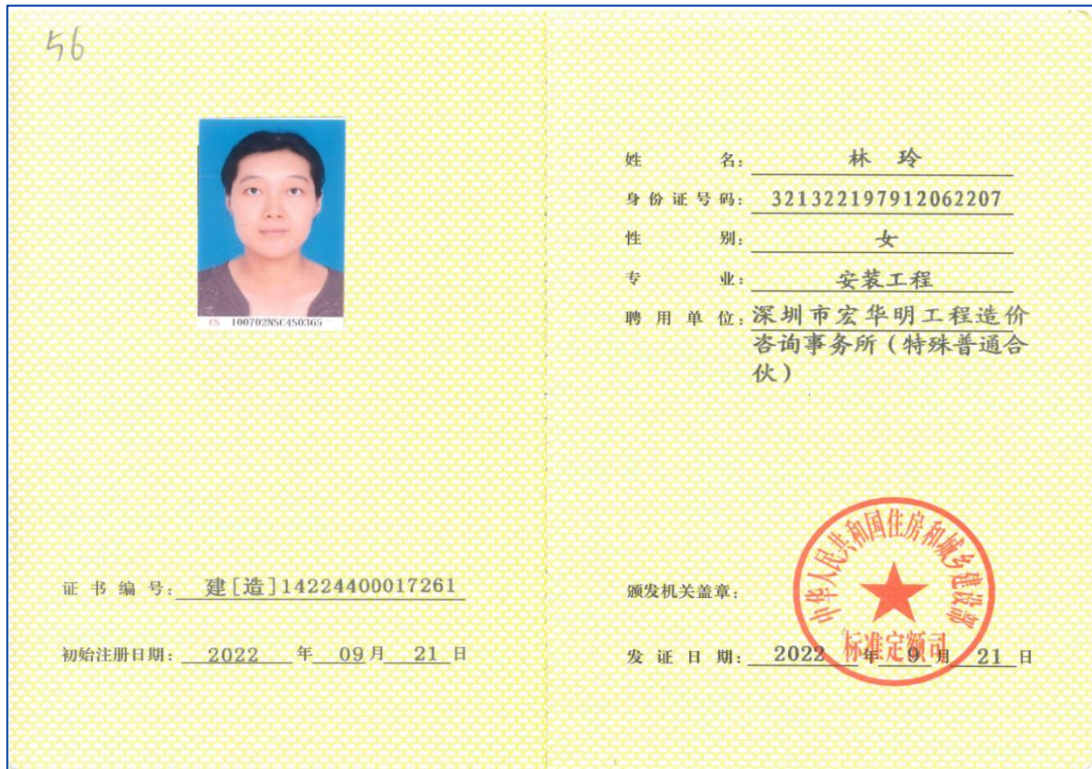 56
CN 100702NSC4S0365
证书编号: 建[造]14224400017261
初始注册日期: 2022 年 09 月 21 日
姓名: 林 玲
身份证号码: 321322197912062207
性别: 女
专业: 安装工程
聘用单位: 深圳市宏华明工程造价
咨询事务所(特殊普通合
伙)
中华人民共和国住房和城乡建设部
颁发机关盖章:
标准定额司
发证日期: 2022 年 9 月 21 日